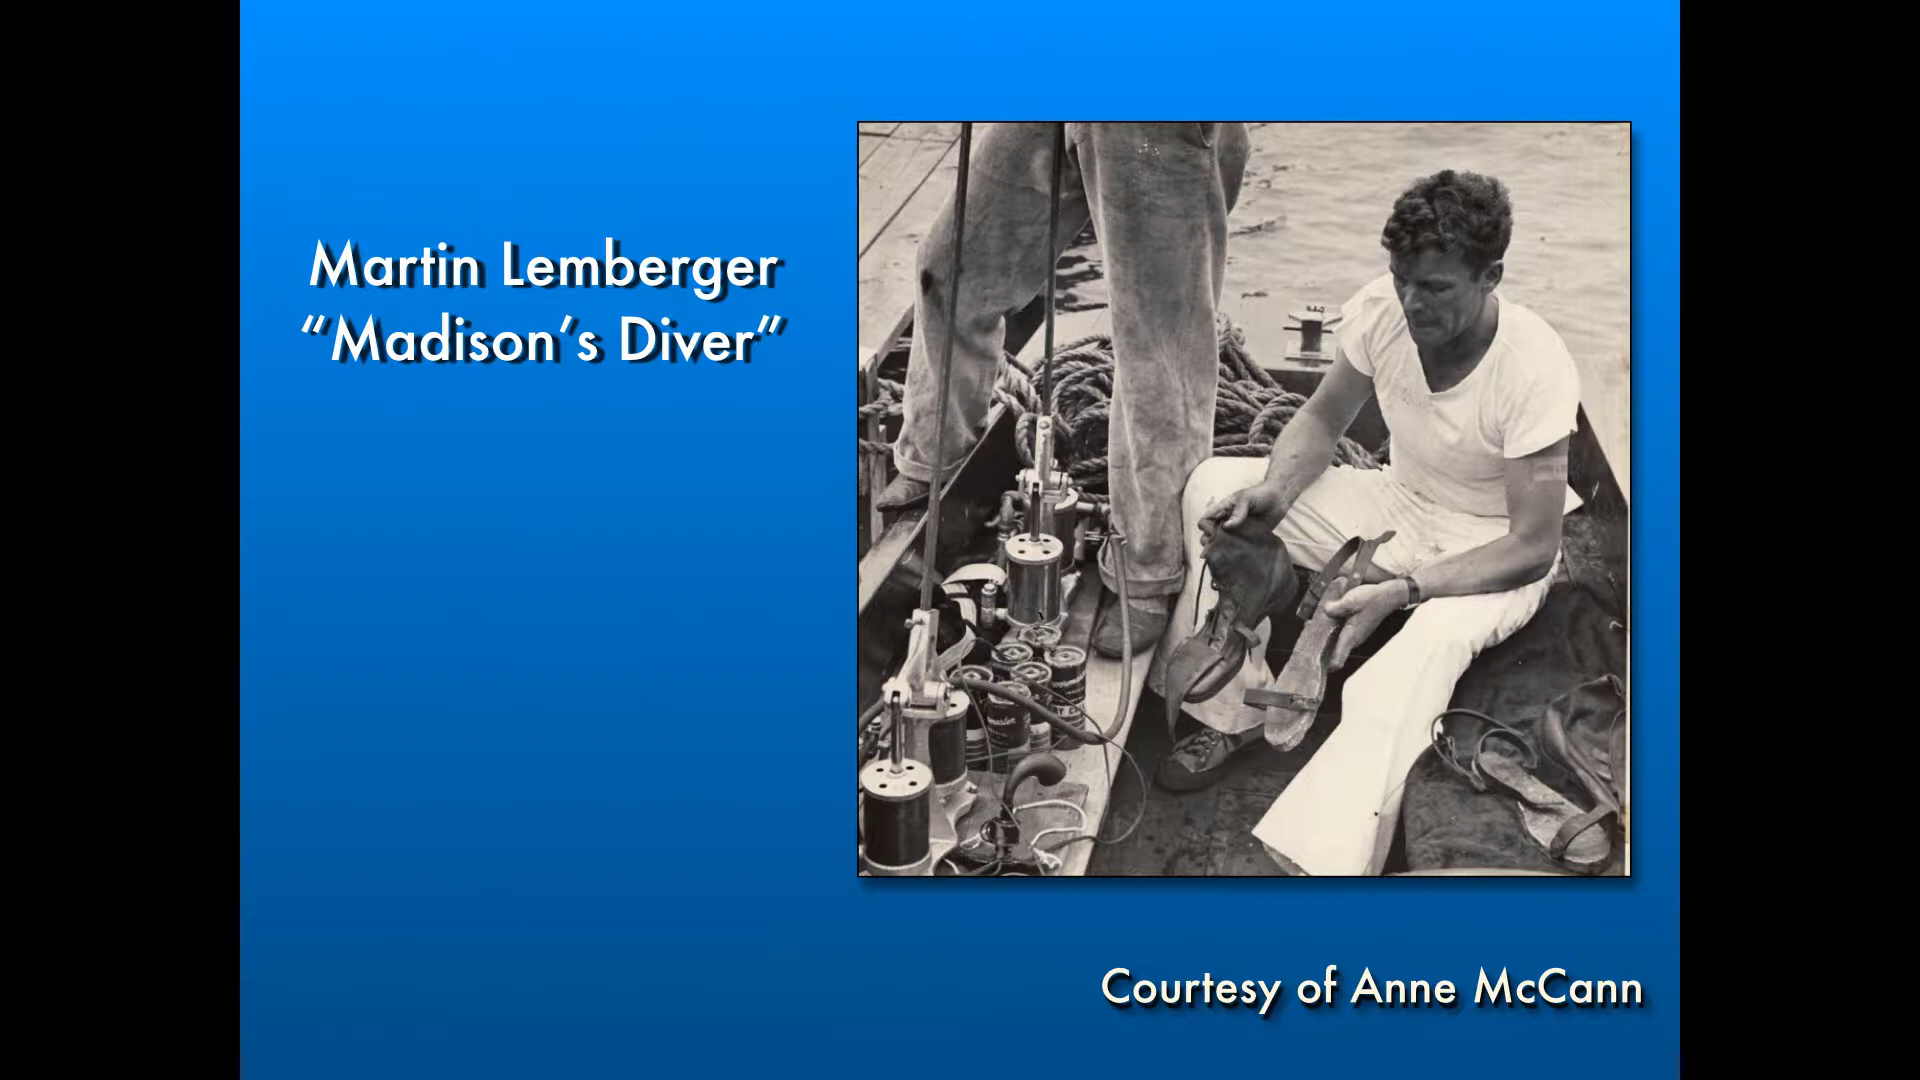 Martin Lemberger
“Madison’s Diver”
Courtesy of Anne McCann